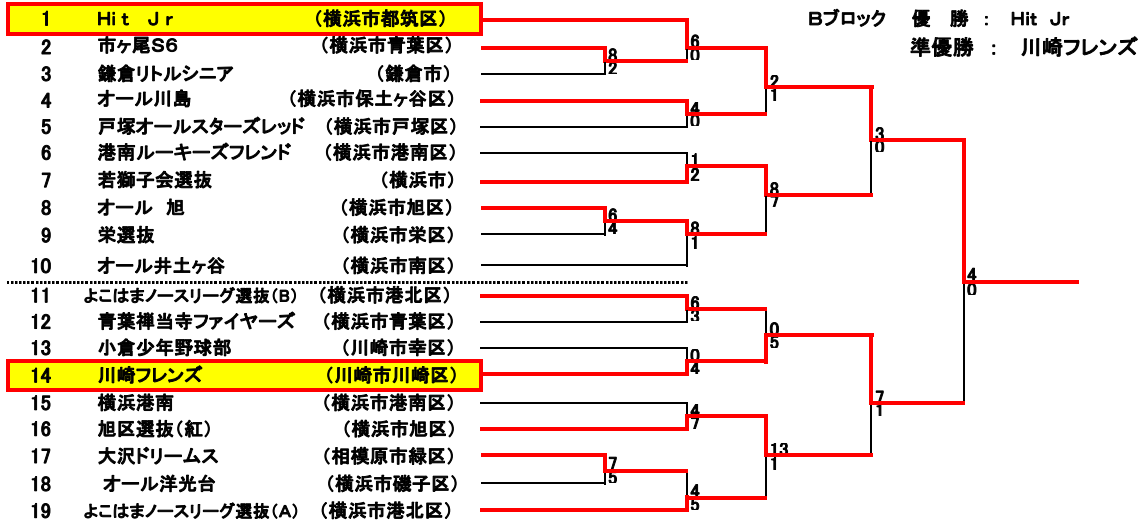 Bブロック 優 勝 : Hit Jr
準優勝 : 川崎フレンズ
1 Hit Jr (横浜市都筑区)
2 市ヶ尾S6 (横浜市青葉区)
3 鎌倉リトルシニア (鎌倉市)
4 オール川島 (横浜市保土ヶ谷区)
5 戸塚オールスターズレッド (横浜市戸塚区)
6 港南ルーキーズフレンド (横浜市港南区)
7 若獅子会選抜 (横浜市)
8 オール 旭 (横浜市旭区)
9 栄選抜 (横浜市栄区)
10 オール井土ヶ谷 (横浜市南区)
11 よこはまノースリーグ選抜(B) (横浜市港北区)
12 青葉禅当寺ファイヤーズ (横浜市青葉区)
13 小倉少年野球部 (川崎市幸区)
14 川崎フレンズ (川崎市川崎区)
15 横浜港南 (横浜市港南区)
16 旭区選抜(紅) (横浜市旭区)
17 大沢ドリームス (相模原市緑区)
18 オール洋光台 (横浜市磯子区)
19 よこはまノースリーグ選抜(A) (横浜市港北区)
8
2
6
4
7
5
6
0
4
0
1
2
8
1
6
3
0
4
4
7
4
5
2
1
8
7
0
5
13
1
3
0
7
1
4
0